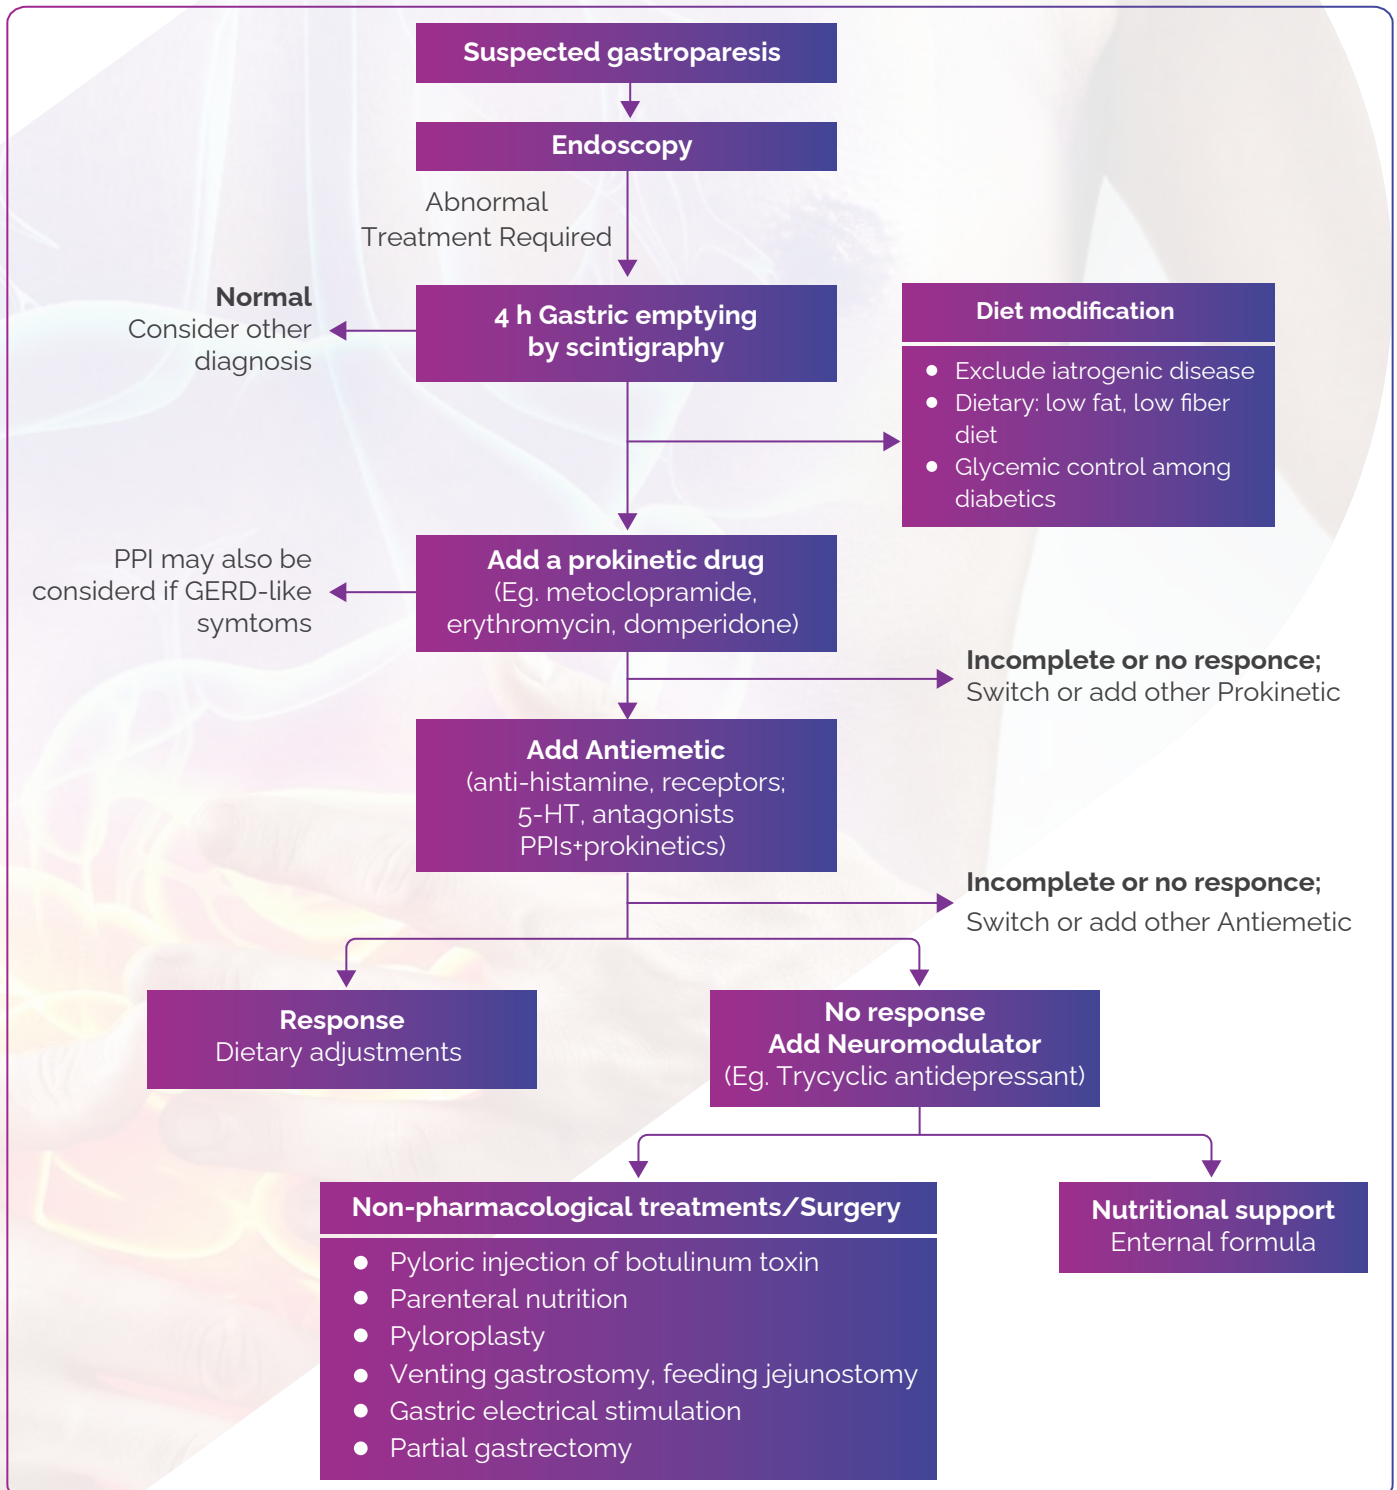 Suspected gastroparesis
Endoscopy
Abnormal
Treatment Required
Normal
Consider other
diagnosis
4 h Gastric emptying
by scintigraphy
Diet modification
● Exclude iatrogenic disease
● Dietary: low fat, low fiber
diet
● Glycemic control among
diabetics
PPI may also be
considerd if GERD-like
symtoms
Add a prokinetic drug
(Eg. metoclopramide,
erythromycin, domperidone)
Incomplete or no responce;
Switch or add other Prokinetic
Add Antiemetic
(anti-histamine, receptors;
5-HT, antagonists
PPIs+prokinetics)
Incomplete or no responce;
Switch or add other Antiemetic
Response
Dietary adjustments
No response
Add Neuromodulator
(Eg. Trycyclic antidepressant)
Non-pharmacological treatments/Surgery
● Pyloric injection of botulinum toxin
● Parenteral nutrition
● Pyloroplasty
● Venting gastrostomy, feeding jejunostomy
● Gastric electrical stimulation
● Partial gastrectomy
Nutritional support
Enternal formula